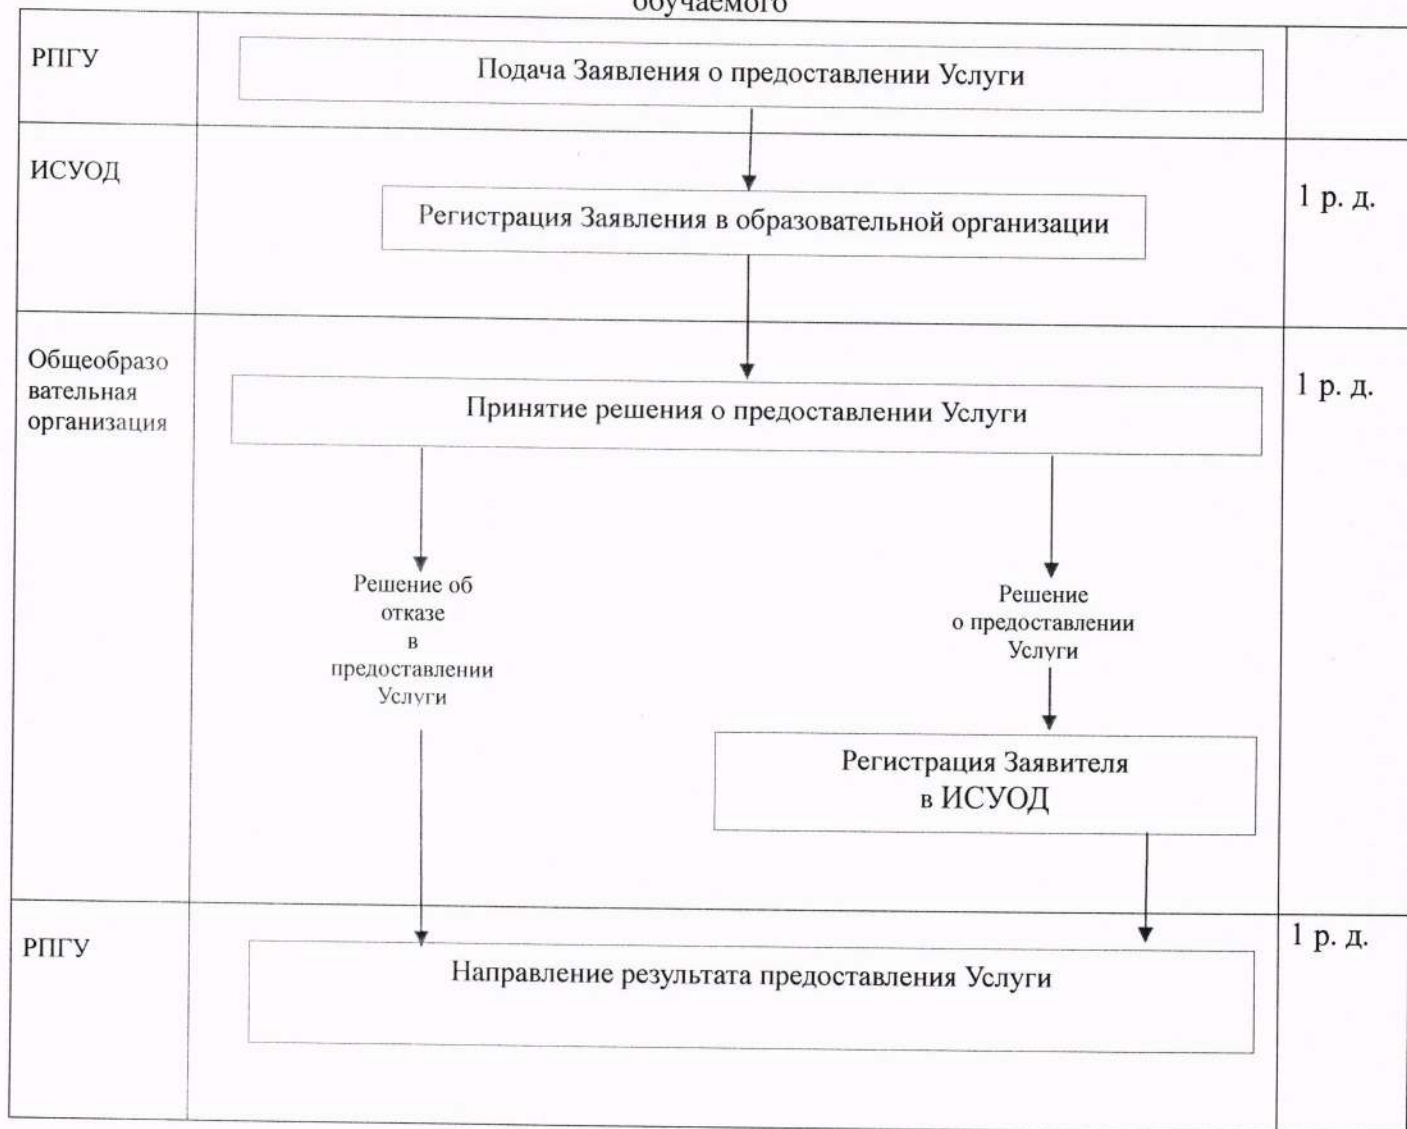 обучаемого
РПГУ
Подача Заявления о предоставлении Услуги
ИСУОД
Регистрация Заявления в образовательной организации
1 р. д.
Общеобразо
вательная
организация
Принятие решения о предоставлении Услуги
1 р. д.
Решение об
отказе
в
предоставлении
Услуги
Решение
о предоставлении
Услуги
Регистрация Заявителя
в ИСУОД
РПГУ
Направление результата предоставления Услуги
1 р. д.